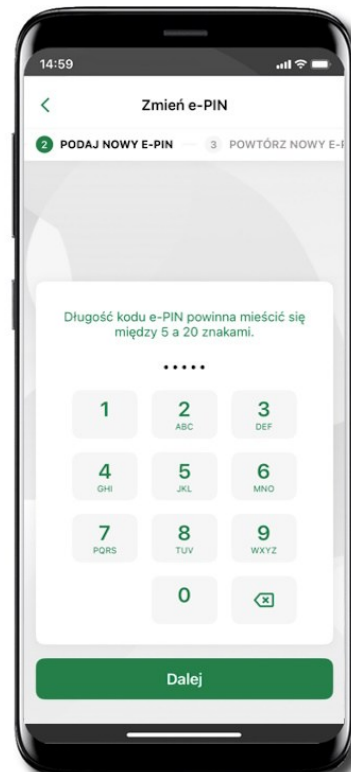 14:59
Zmień e-PIN
2 PODAJ NOWY E-PIN 3 POWTÓRZ NOWY E-P
Długość kodu e-PIN powinna mieścić się
między 5 a 20 znakami.
•••••
1 2 3
ABC DEF
4 5 6
GHI JKL MNO
7 8 9
PQRS TUV WXYZ
0
Dalej